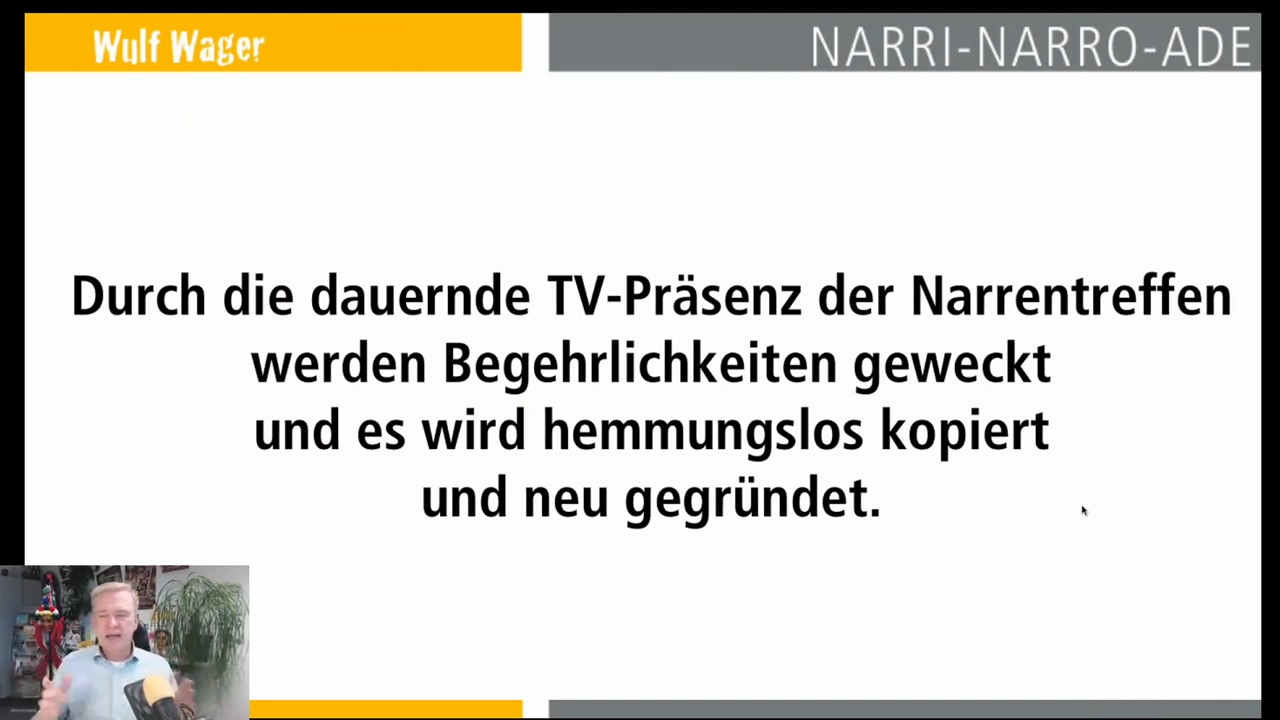 Wulf Wager
NARRI-NARRO-ADE
Durch die dauernde TV-Präsenz der Narrentreffen
werden Begehrlichkeiten geweckt
und es wird hemmungslos kopiert
und neu gegründet.